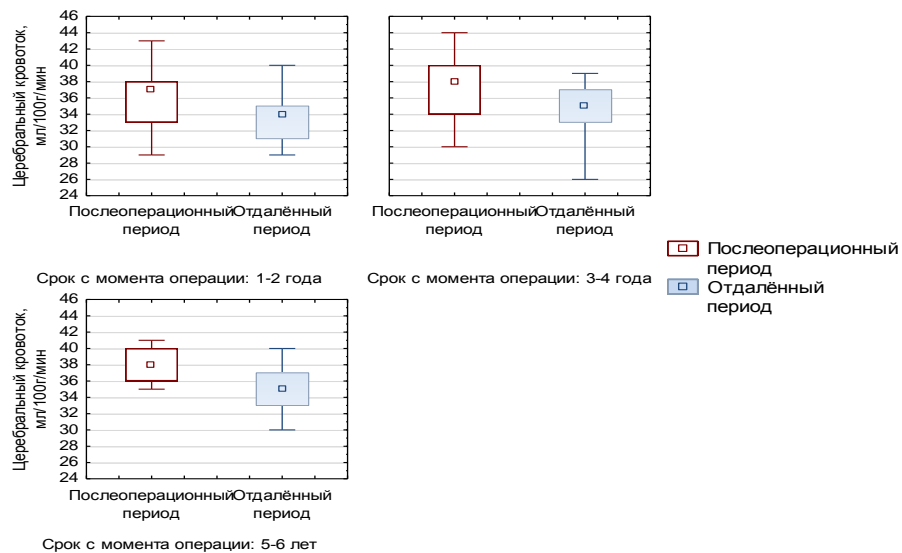 Церебральный кровоток,
мл/100г/мин
46
44
42
40
38
36
34
32
30
28
26
24
Послеоперационный
период
Отдалённый
период
Срок с момента операции: 1-2 года
Послеоперационный
период
Отдалённый
период
Срок с момента операции: 3-4 года
Церебральный кровоток,
мл/100г/мин
46
44
42
40
38
36
34
32
30
28
26
24
Послеоперационный
период
Отдалённый
период
Срок с момента операции: 5-6 лет
Послеоперационный
период
Отдалённый
период